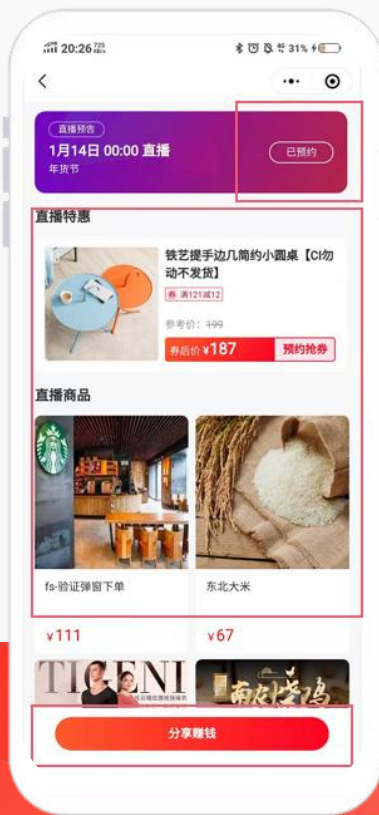 20:26
31%
直播预告
1月14日 00:00 直播
年货节
已预约
直播特惠
铁艺提手边几简约小圆桌【CI勿
动不发货】
券 满121减12
参考价：199
券后价 ¥187
预约抢券
直播商品
fs-验证弹窗下单
东北大米
¥111
¥67
TIGENI
分享赚钱